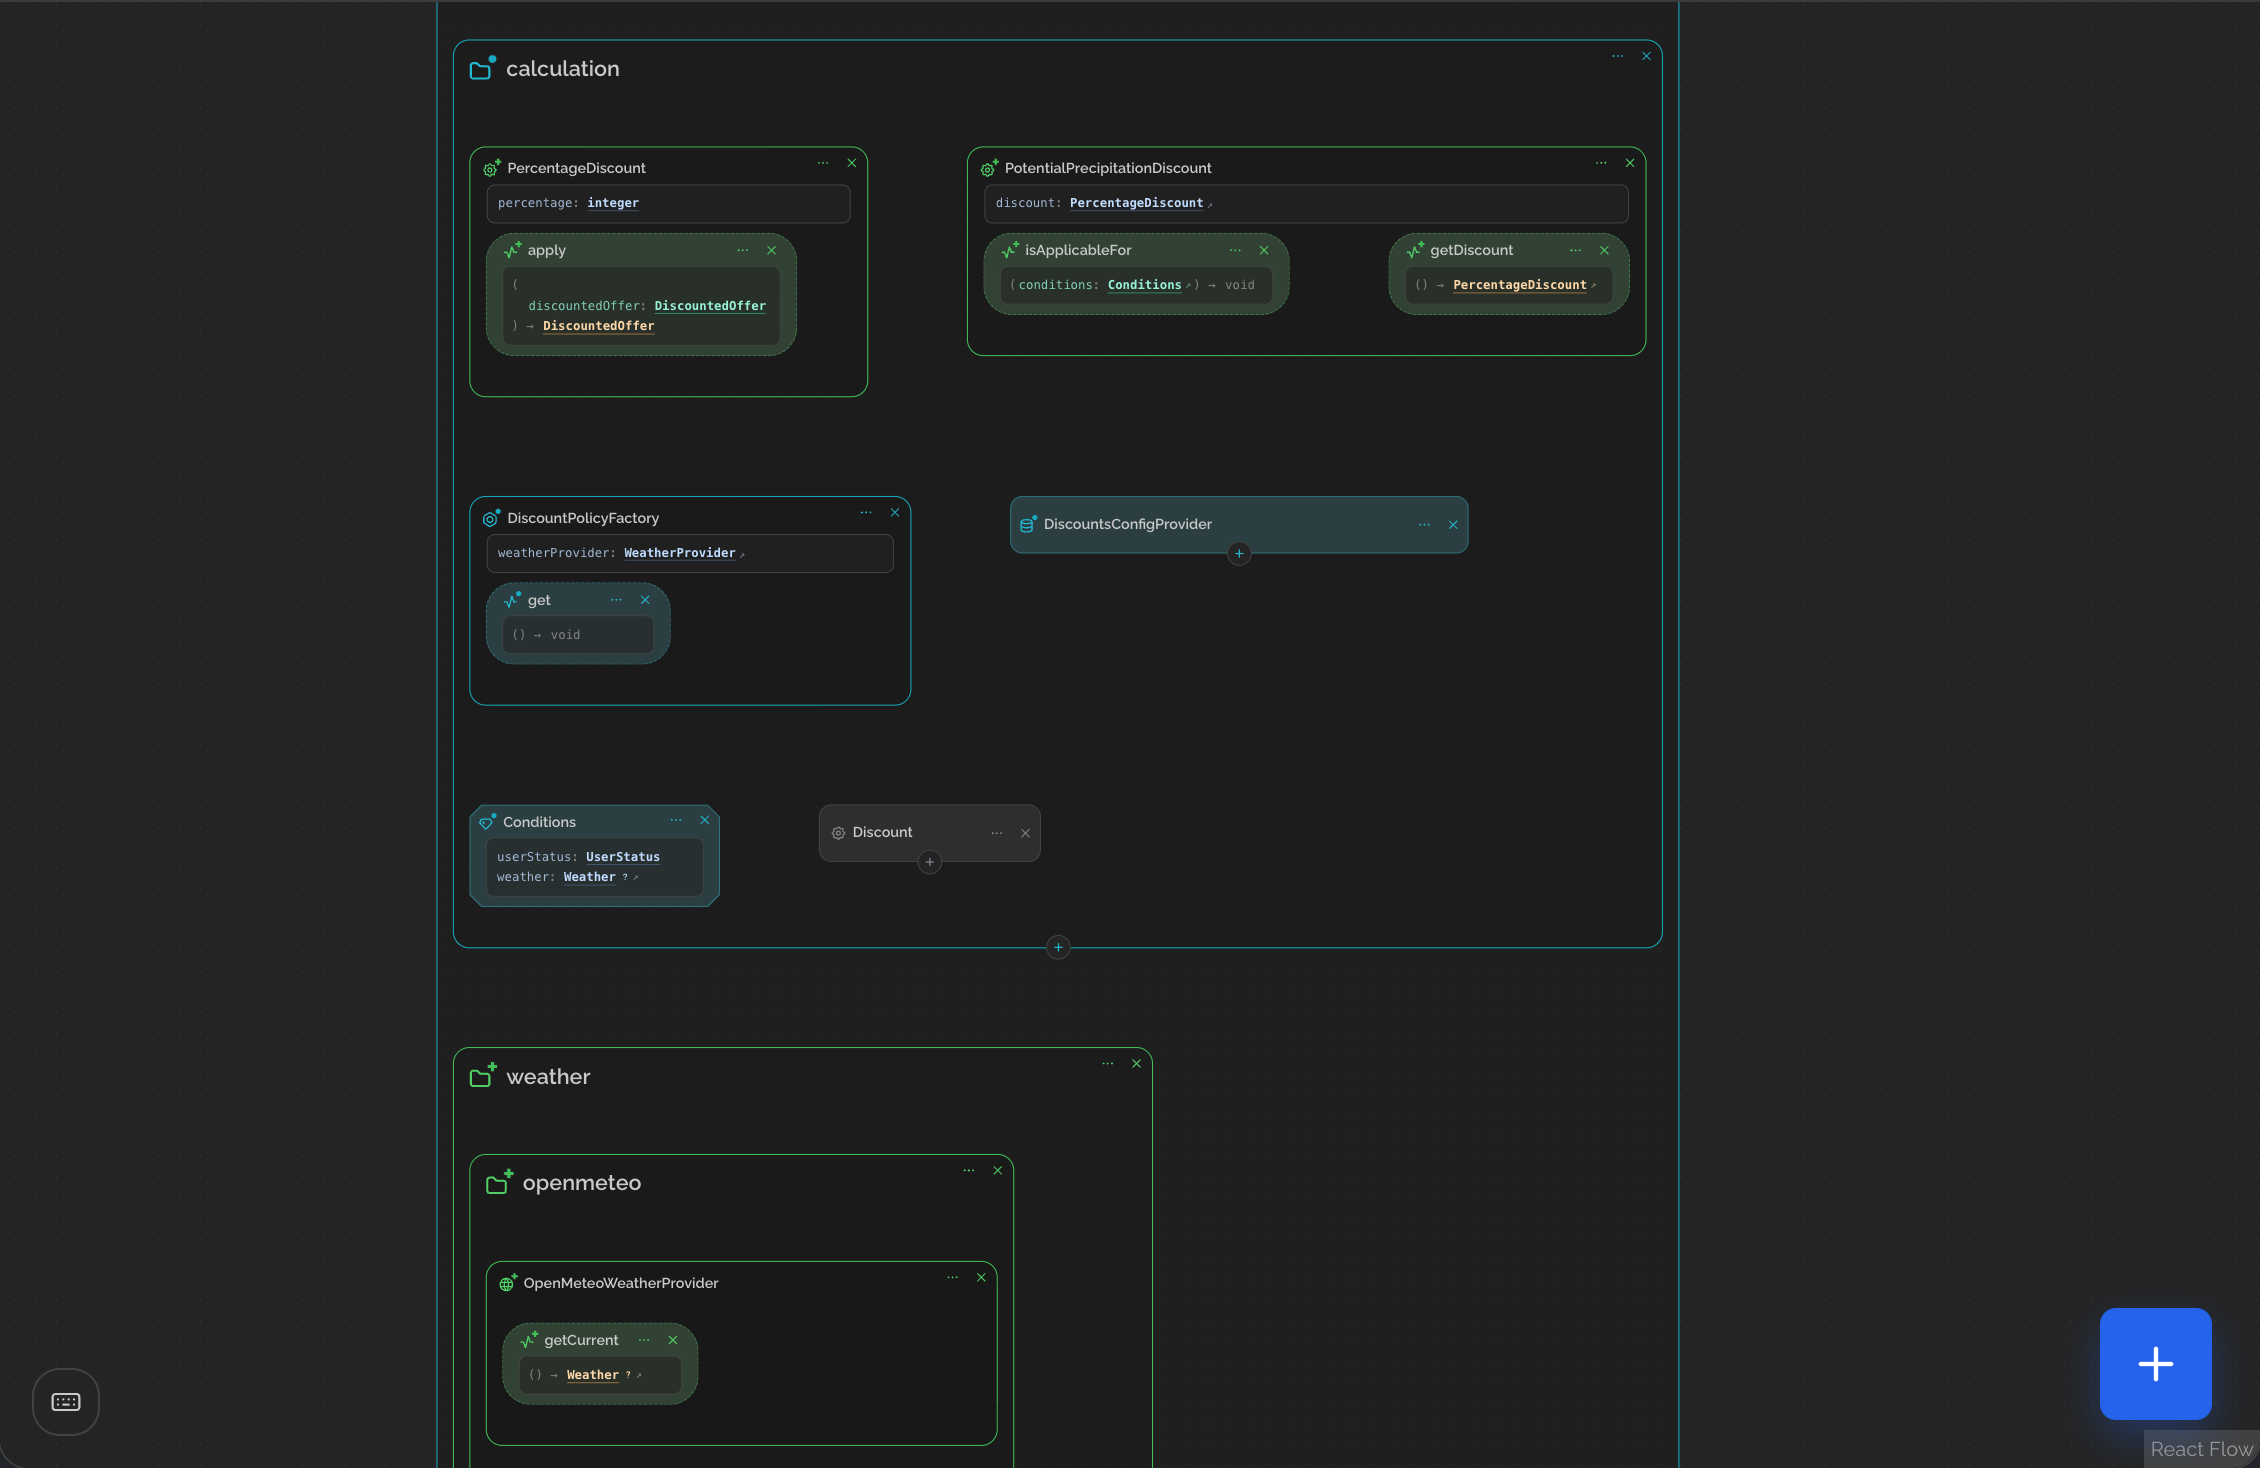 calculation
PercentageDiscount
percentage: integer
apply
(
discountedOffer: DiscountedOffer
) → DiscountedOffer
PotentialPrecipitationDiscount
discount: PercentageDiscount ↗
isApplicableFor
(conditions: Conditions ↗) → void
getDiscount
() → PercentageDiscount ↗
DiscountPolicyFactory
weatherProvider: WeatherProvider ↗
get
() → void
DiscountsConfigProvider
Conditions
userStatus: UserStatus
weather: Weather ? ↗
Discount
weather
openmeteo
OpenMeteoWeatherProvider
getCurrent
() → Weather ? ↗
React Flow